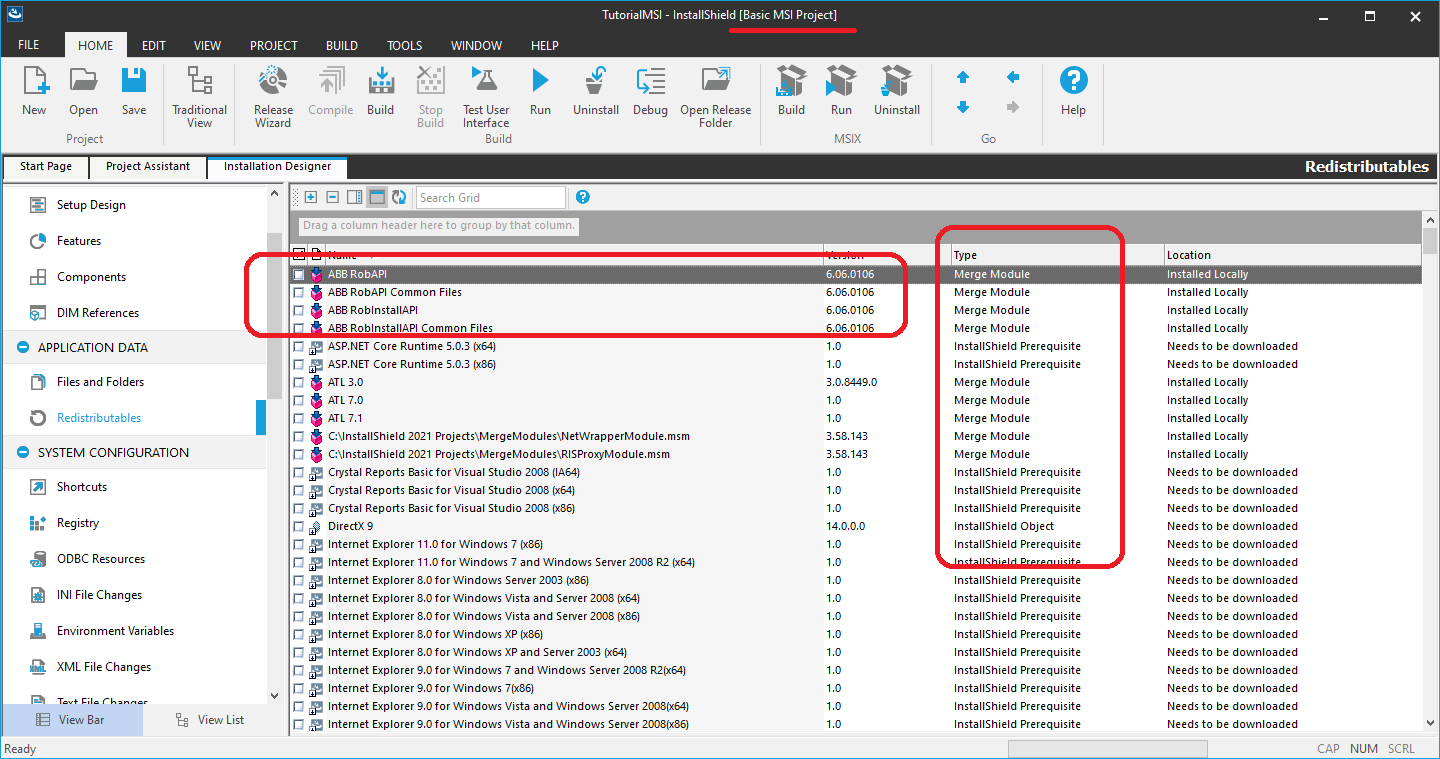 TutorialMSI - InstallShield [Basic MSI Project]
FILE HOME EDIT VIEW PROJECT BUILD TOOLS WINDOW HELP
New Open Save Traditional View Release Wizard Compile Build Stop Build Test User Interface Run Uninstall Debug Open Release Folder Build Run Uninstall Help
Project Build MSIX Go
Start Page Project Assistant Installation Designer Redistributables
Setup Design
Features
Components
DIM References
APPLICATION DATA
Files and Folders
Redistributables
SYSTEM CONFIGURATION
Shortcuts
Registry
ODBC Resources
INI File Changes
Environment Variables
XML File Changes
Text File Changes
View Bar View List
Search Grid
Drag a column header here to group by that column.
Name Version Type Location
ABB RobAPI 6.06.0106 Merge Module Installed Locally
ABB RobAPI Common Files 6.06.0106 Merge Module Installed Locally
ABB RobInstallAPI 6.06.0106 Merge Module Installed Locally
ABB RobInstallAPI Common Files 6.06.0106 Merge Module Installed Locally
ASP.NET Core Runtime 5.0.3 (x64) 1.0 InstallShield Prerequisite Needs to be downloaded
ASP.NET Core Runtime 5.0.3 (x86) 1.0 InstallShield Prerequisite Needs to be downloaded
ATL 3.0 3.0.8449.0 Merge Module Installed Locally
ATL 7.0 1.0 Merge Module Installed Locally
ATL 7.1 1.0 Merge Module Installed Locally
C:\InstallShield 2021 Projects\MergeModules\NetWrapperModule.msm 3.58.143 Merge Module Installed Locally
C:\InstallShield 2021 Projects\MergeModules\RISProxyModule.msm 3.58.143 Merge Module Installed Locally
Crystal Reports Basic for Visual Studio 2008 (IA64) 1.0 InstallShield Prerequisite Needs to be downloaded
Crystal Reports Basic for Visual Studio 2008 (x64) 1.0 InstallShield Prerequisite Needs to be downloaded
Crystal Reports Basic for Visual Studio 2008 (x86) 1.0 InstallShield Prerequisite Needs to be downloaded
DirectX 9 14.0.0.0 InstallShield Object Needs to be downloaded
Internet Explorer 11.0 for Windows 7 (x86) 1.0 InstallShield Prerequisite Needs to be downloaded
Internet Explorer 11.0 for Windows 7 and Windows Server 2008 R2 (x64) 1.0 InstallShield Prerequisite Needs to be downloaded
Internet Explorer 8.0 for Windows Server 2003 (x86) 1.0 InstallShield Prerequisite Needs to be downloaded
Internet Explorer 8.0 for Windows Vista and Server 2008 (x64) 1.0 InstallShield Prerequisite Needs to be downloaded
Internet Explorer 8.0 for Windows Vista and Server 2008 (x86) 1.0 InstallShield Prerequisite Needs to be downloaded
Internet Explorer 8.0 for Windows XP (x86) 1.0 InstallShield Prerequisite Needs to be downloaded
Internet Explorer 8.0 for Windows XP and Server 2003 (x64) 1.0 InstallShield Prerequisite Needs to be downloaded
Internet Explorer 9.0 for Windows 7 and Windows Server 2008 R2(x64) 1.0 InstallShield Prerequisite Needs to be downloaded
Internet Explorer 9.0 for Windows 7(x86) 1.0 InstallShield Prerequisite Needs to be downloaded
Internet Explorer 9.0 for Windows Vista and Windows Server 2008(x64) 1.0 InstallShield Prerequisite Needs to be downloaded
Internet Explorer 9.0 for Windows Vista and Windows Server 2008(x86) 1.0 InstallShield Prerequisite Needs to be downloaded
Ready CAP NUM SCRL